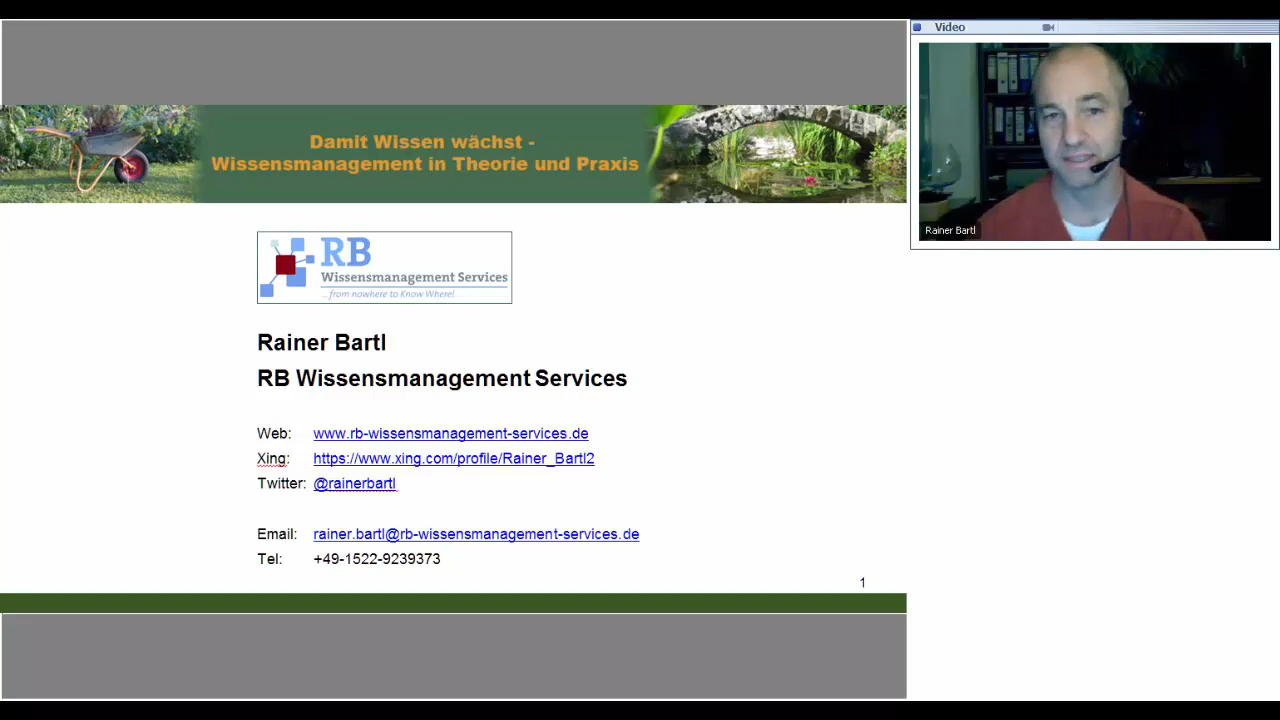 Video
Damit Wissen wächst -
Wissensmanagement in Theorie und Praxis
Rainer Bartl
RB
Wissensmanagement Services
...from nowhere to Know Where!
Rainer Bartl
RB Wissensmanagement Services
Web: www.rb-wissensmanagement-services.de
Xing: https://www.xing.com/profile/Rainer_Bartl2
Twitter: @rainerbartl
Email: rainer.bartl@rb-wissensmanagement-services.de
Tel: +49-1522-9239373
1